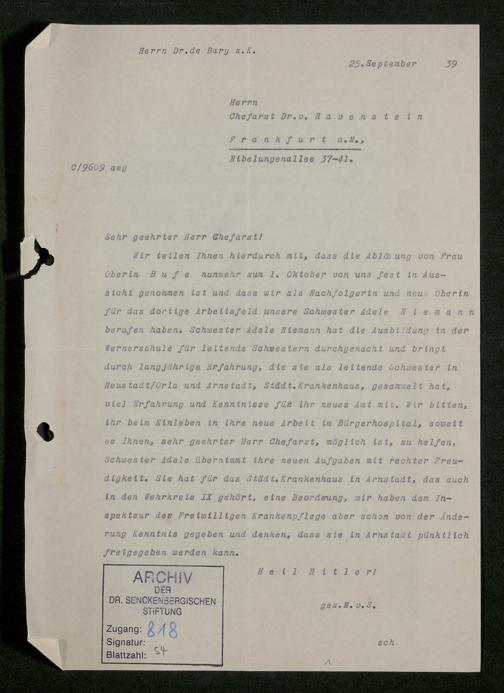 Herrn Dr.de Bary z.K.
25.September 39
Herrn
Chefarzt Dr.v. H a v e n s t e i n
F r a n k f u r t a.M.,
Nibelungenallee 37-41.
C/9609 asg
Sehr geehrter Herr Chefarzt!
Wir teilen Ihnen hierdurch mit, dass die Ablösung von Frau
Oberin B u f e nunmehr zum 1. Oktober von uns fest in Aus-
sicht genommen ist und dass wir als Nachfolgerin und neue Oberin
für das dortige Arbeitsfeld unsere Schwester Adele N i e m a n n
berufen haben. Schwester Adele Niemann hat die Ausbildung in der
Wernerschule für leitende Schwestern durchgemacht und bringt
durch langjährige Erfahrung, die sie als leitende Schwester in
Neustadt/Orla und Arnstadt, Städt.Krankenhaus, gesammelt hat,
viel Erfahrung und Kenntnisse für ihr neues Amt mit. Wir bitten,
ihr beim Einleben in ihre neue Arbeit im Bürgerhospital, soweit
es Ihnen, sehr geehrter Herr Chefarzt, möglich ist, zu helfen.
Schwester Adele übernimmt ihre neuen Aufgaben mit rechter Freu-
digkeit. Sie hat für das Städt.Krankenhaus in Arnstadt, das auch
in den Wehrkreis IX gehört, eine Beordnung, wir haben dem In-
spekteur der Freiwilligen Krankenpflege aber schon von der Ände-
rung Kenntnis gegeben und denken, dass sie in Arnstadt pünktlich
freigegeben werden kann.
H e i l H i t l e r !
gez.H.v.S.
sch
1
ARCHIV
DER
DR. SENCKENBERGISCHEN
STIFTUNG
Zugang: 818
Signatur:
Blattzahl: 54